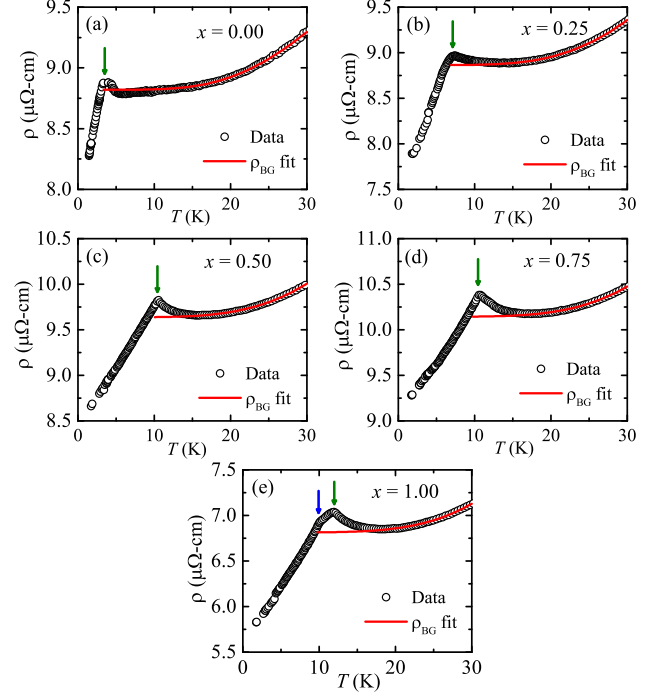 (a)
x = 0.00
9.5
9.0
8.5
8.0
ρ (μΩ-cm)
Data
ρBG fit
0 10 20 30
T (K)
(b)
x = 0.25
9.5
9.0
8.5
8.0
7.5
ρ (μΩ-cm)
Data
ρBG fit
0 10 20 30
T (K)
(c)
x = 0.50
10.5
10.0
9.5
9.0
8.5
ρ (μΩ-cm)
Data
ρBG fit
0 10 20 30
T (K)
(d)
x = 0.75
11.0
10.5
10.0
9.5
9.0
ρ (μΩ-cm)
Data
ρBG fit
0 10 20 30
T (K)
(e)
x = 1.00
7.5
7.0
6.5
6.0
5.5
ρ (μΩ-cm)
Data
ρBG fit
0 10 20 30
T (K)